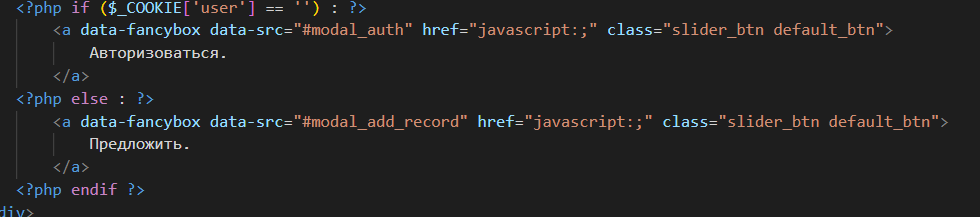 <?php if ($_COOKIE['user'] == '') : ?>
<a data-fancybox data-src="#modal_auth" href="javascript:;" class="slider_btn default_btn">
Авторизоваться.
</a>
<?php else : ?>
<a data-fancybox data-src="#modal_add_record" href="javascript:;" class="slider_btn default_btn">
Предложить.
</a>
<?php endif ?>
div>